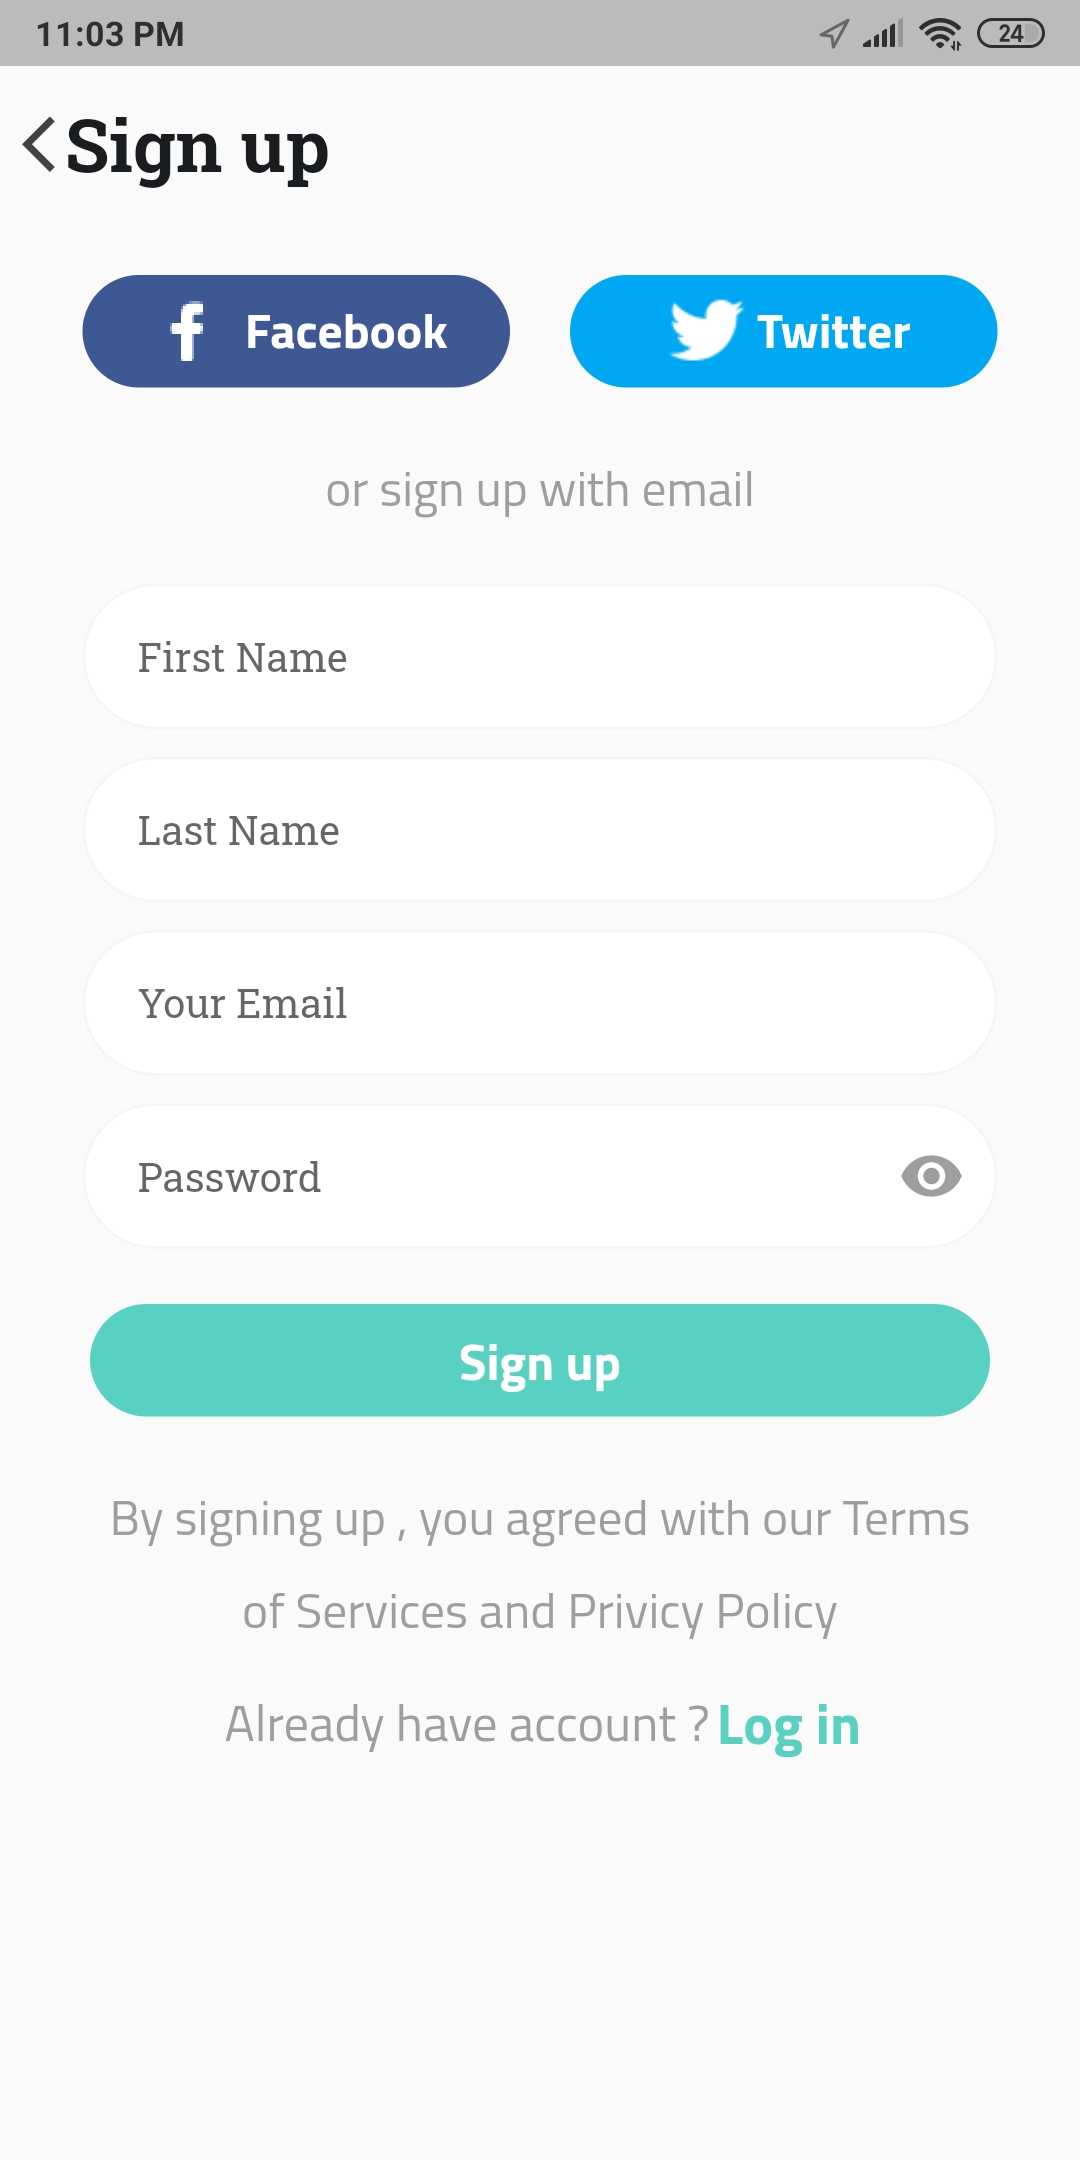 11:03 PM 24
Sign up
Facebook Twitter
or sign up with email
First Name
Last Name
Your Email
Password
Sign up
By signing up , you agreed with our Terms
of Services and Privicy Policy
Already have account ? Log in